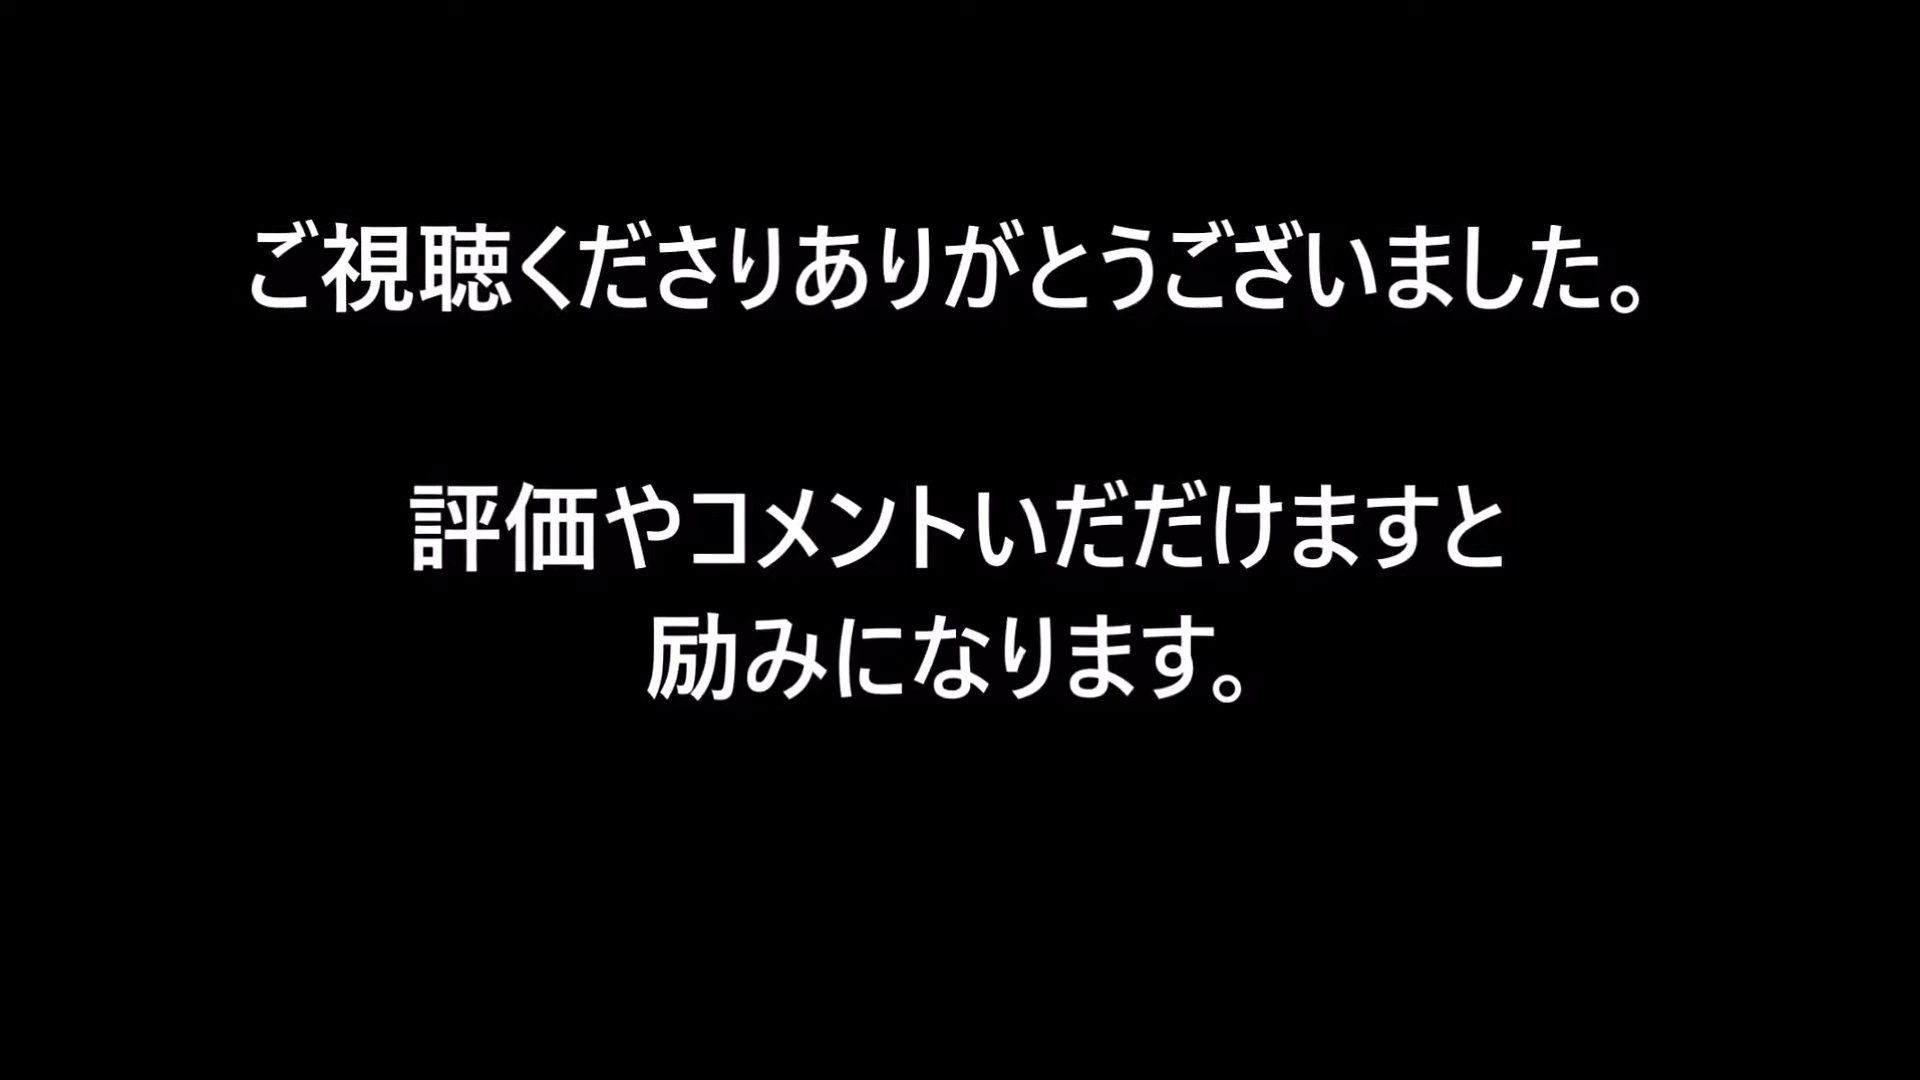 ご視聴くださりありがとうございました。
評価やコメントいだだけますと
励みになります。